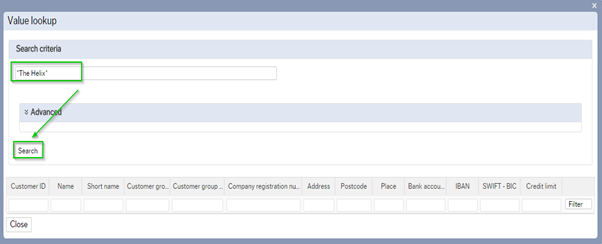 x
Value lookup
Search criteria
"The Helix"
Advanced
Search
Customer ID Name Short name Customer gro... Customer group ... Company registration nu... Address Postcode Place Bank accou... IBAN SWIFT - BIC Credit limit
Filter
Close